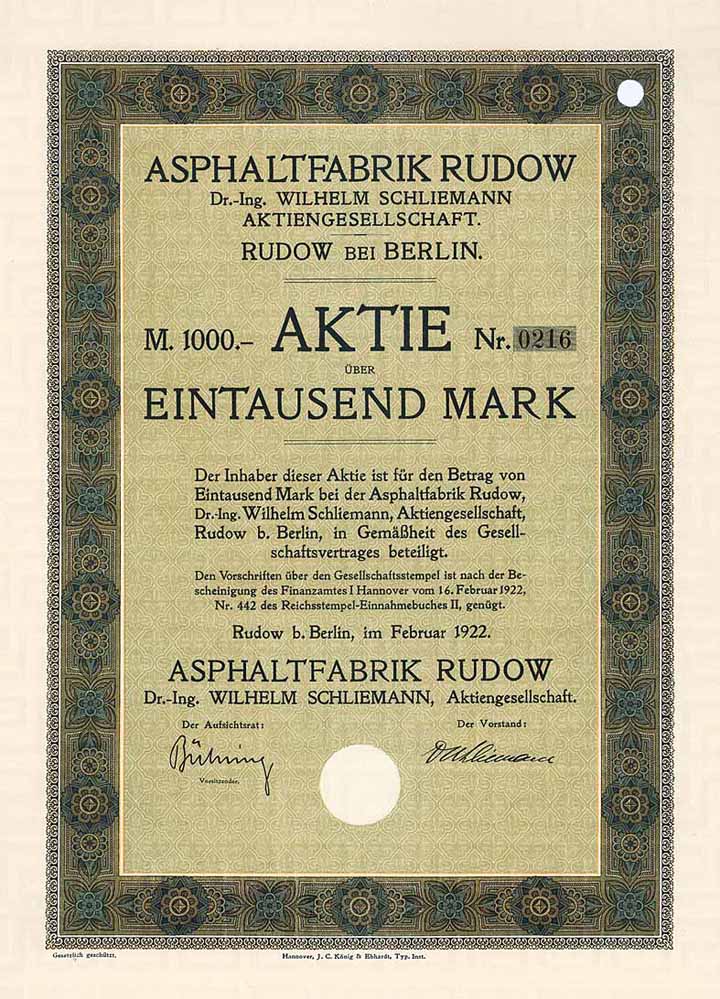 ASPHALTFABRIK RUDOW
Dr.-Ing. WILHELM SCHLIEMANN
AKTIENGESELLSCHAFT.
RUDOW BEI BERLIN.
M. 1000.– AKTIE Nr. 0216
ÜBER
EINTAUSEND MARK
Der Inhaber dieser Aktie ist für den Betrag von
Eintausend Mark bei der Asphaltfabrik Rudow,
Dr.-Ing. Wilhelm Schliemann, Aktiengesellschaft,
Rudow b. Berlin, in Gemäßheit des Gesell-
schaftsvertrages beteiligt.
Den Vorschriften über den Gesellschaftsstempel ist nach der Be-
scheinigung des Finanzamtes I Hannover vom 16. Februar 1922,
Nr. 442 des Reichsstempel-Einnahmebuches II, genügt.
Rudow b. Berlin, im Februar 1922.
ASPHALTFABRIK RUDOW
Dr.-Ing. WILHELM SCHLIEMANN, Aktiengesellschaft.
Der Aufsichtsrat: Der Vorstand:
Bühring Schliemann
Vorsitzender.
Gesetzlich geschützt. Hannover, J. C. König & Ebhardt, Typ. Inst.